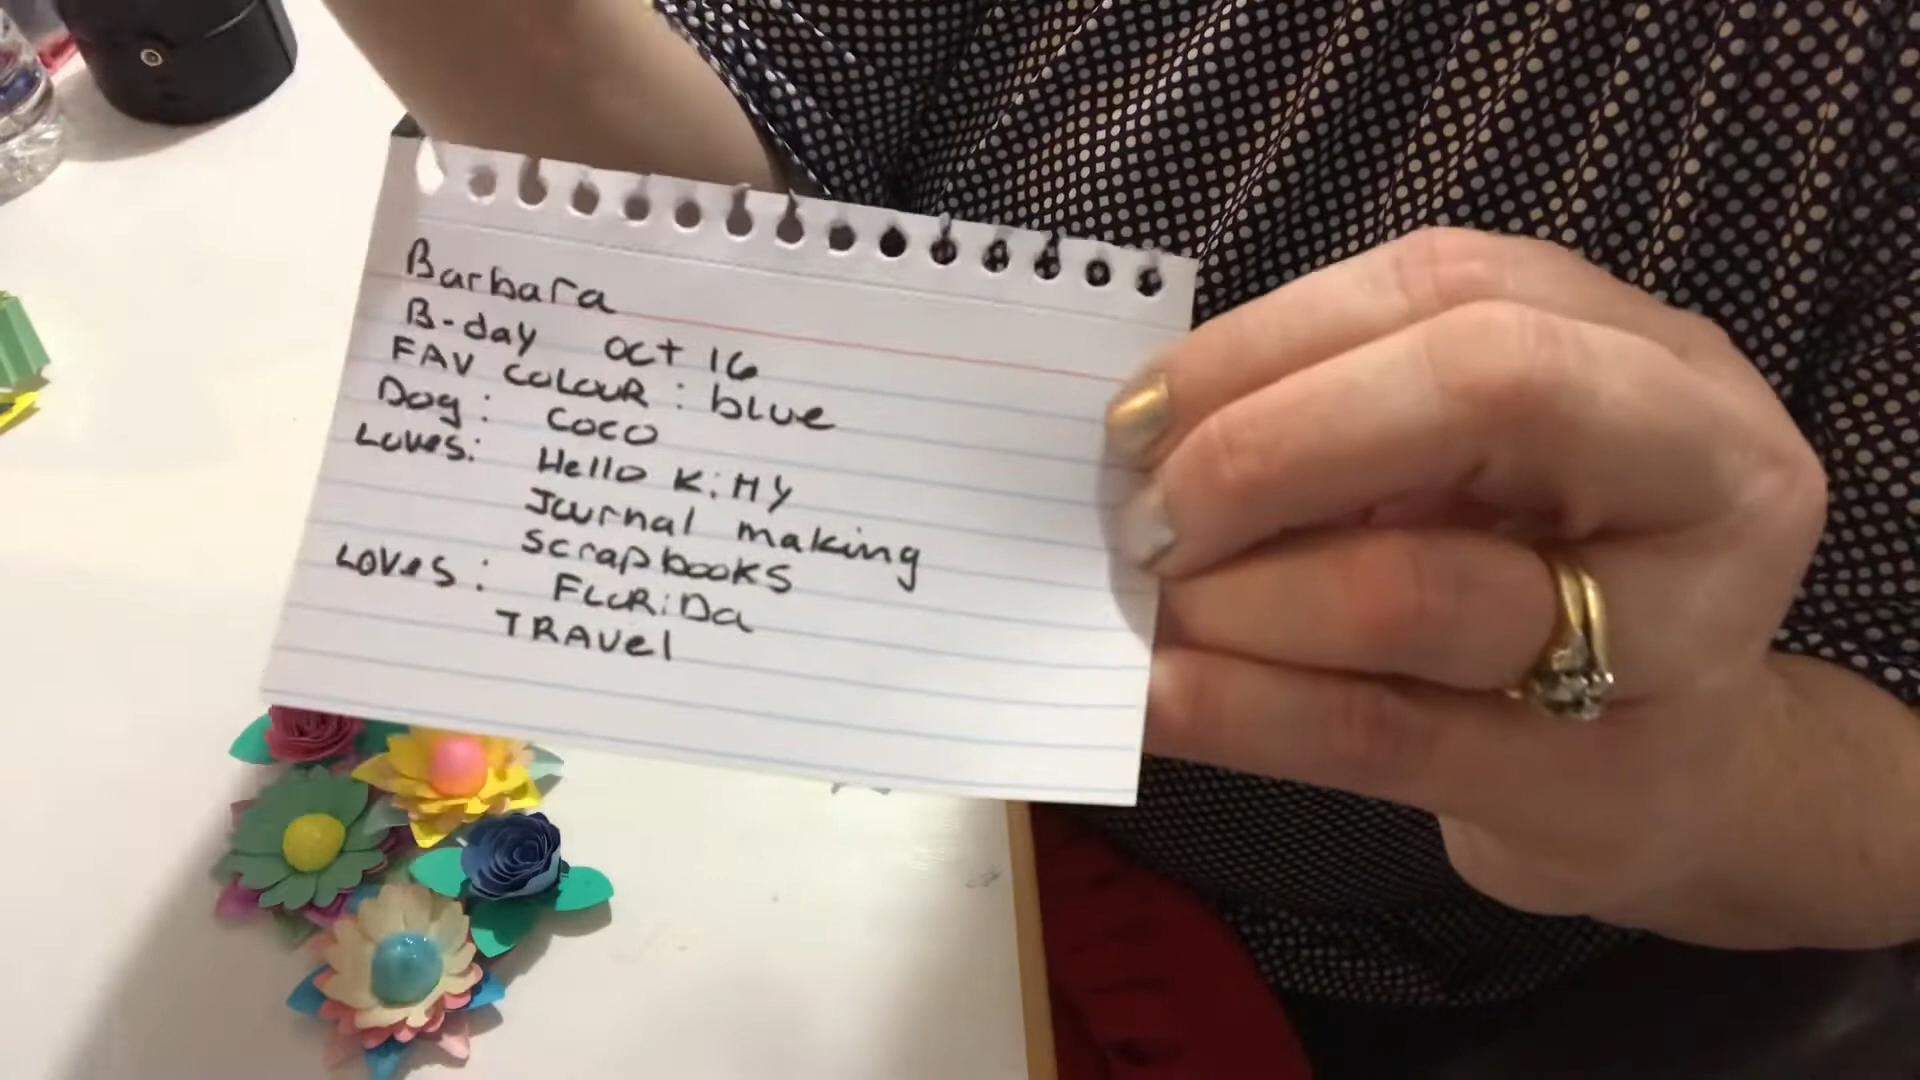 Barbara
B-day Oct 16
FAV COLOUR : blue
Dog : Coco
Loves: Hello Kitty
Journal making
Scrapbooks
Loves : FLORiDa
TRAVel